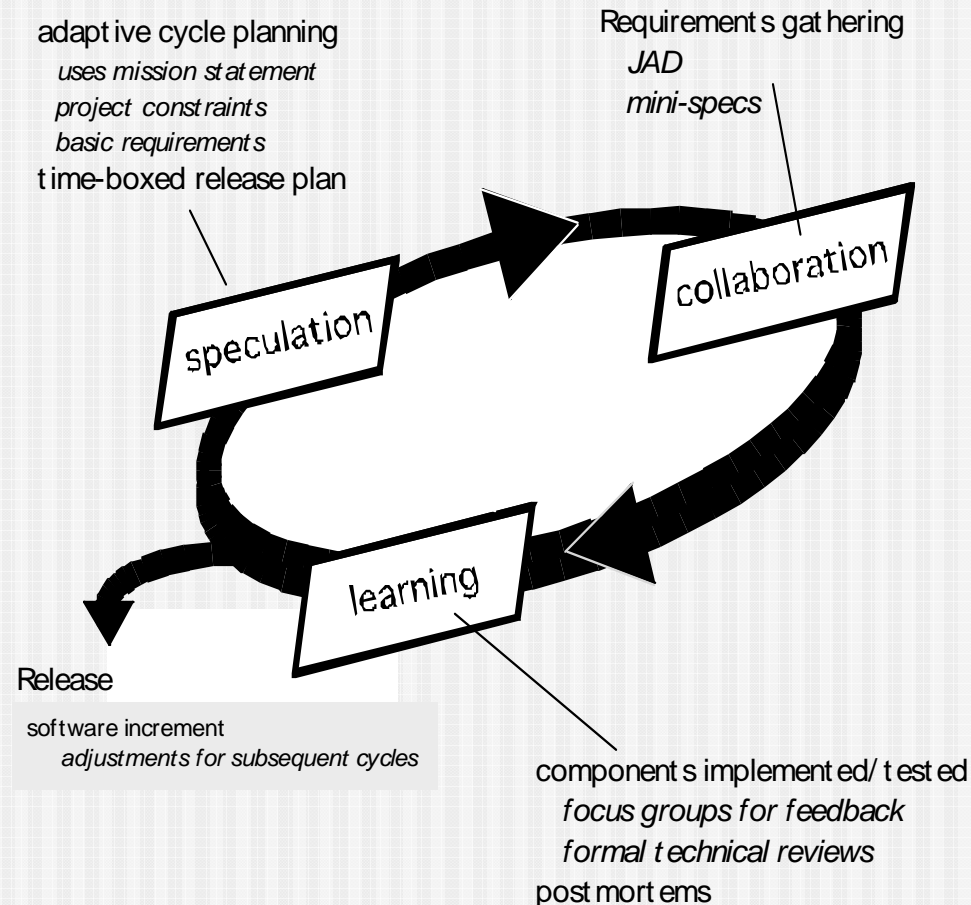 adaptive cycle planning
uses mission statement
project constraints
basic requirements
time-boxed release plan
Requirements gathering
JAD
mini-specs
speculation
collaboration
learning
Release
software increment
adjustments for subsequent cycles
components implemented/ tested
focus groups for feedback
formal technical reviews
postmortems